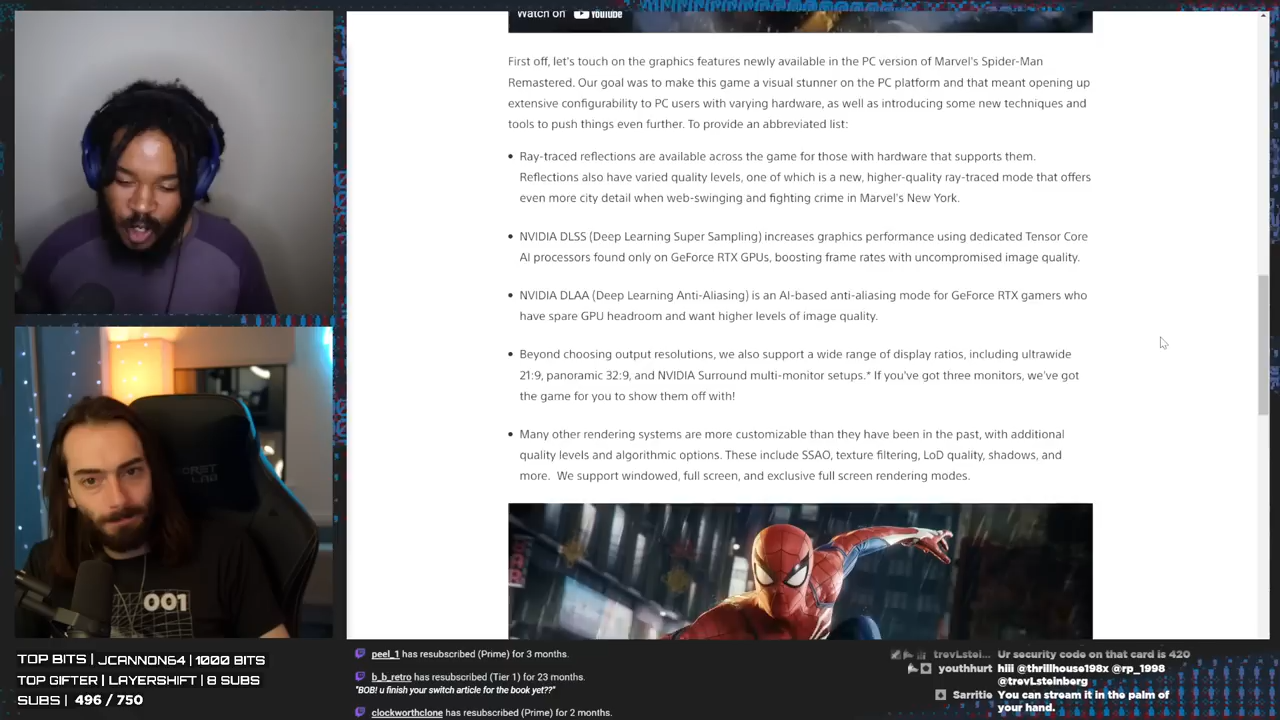 Watch on YouTube
First off, let's touch on the graphics features newly available in the PC version of Marvel's Spider-Man
Remastered. Our goal was to make this game a visual stunner on the PC platform and that meant opening up
extensive configurability to PC users with varying hardware, as well as introducing some new techniques and
tools to push things even further. To provide an abbreviated list:
• Ray-traced reflections are available across the game for those with hardware that supports them.
Reflections also have varied quality levels, one of which is a new, higher-quality ray-traced mode that offers
even more city detail when web-swinging and fighting crime in Marvel's New York.
• NVIDIA DLSS (Deep Learning Super Sampling) increases graphics performance using dedicated Tensor Core
AI processors found only on GeForce RTX GPUs, boosting frame rates with uncompromised image quality.
• NVIDIA DLAA (Deep Learning Anti-Aliasing) is an AI-based anti-aliasing mode for GeForce RTX gamers who
have spare GPU headroom and want higher levels of image quality.
• Beyond choosing output resolutions, we also support a wide range of display ratios, including ultrawide
21:9, panoramic 32:9, and NVIDIA Surround multi-monitor setups.* If you've got three monitors, we've got
the game for you to show them off with!
• Many other rendering systems are more customizable than they have been in the past, with additional
quality levels and algorithmic options. These include SSAO, texture filtering, LoD quality, shadows, and
more. We support windowed, full screen, and exclusive full screen rendering modes.
001
TOP BITS | JCANNON64 | 1000 BITS
TOP GIFTER | LAYERSHIFT | 8 SUBS
SUBS | 496 / 750
peel_1 has resubscribed (Prime) for 3 months.
b_b_retro has resubscribed (Tier 1) for 23 months.
"BOB! u finish your switch article for the book yet??"
clockworthclone has resubscribed (Prime) for 2 months.
trevLstei... Ur security code on that card is 420
youthhurt hiii @thrillhouse198x @rp_1998
@trevLsteinberg
Sarritie You can stream it in the palm of
your hand.